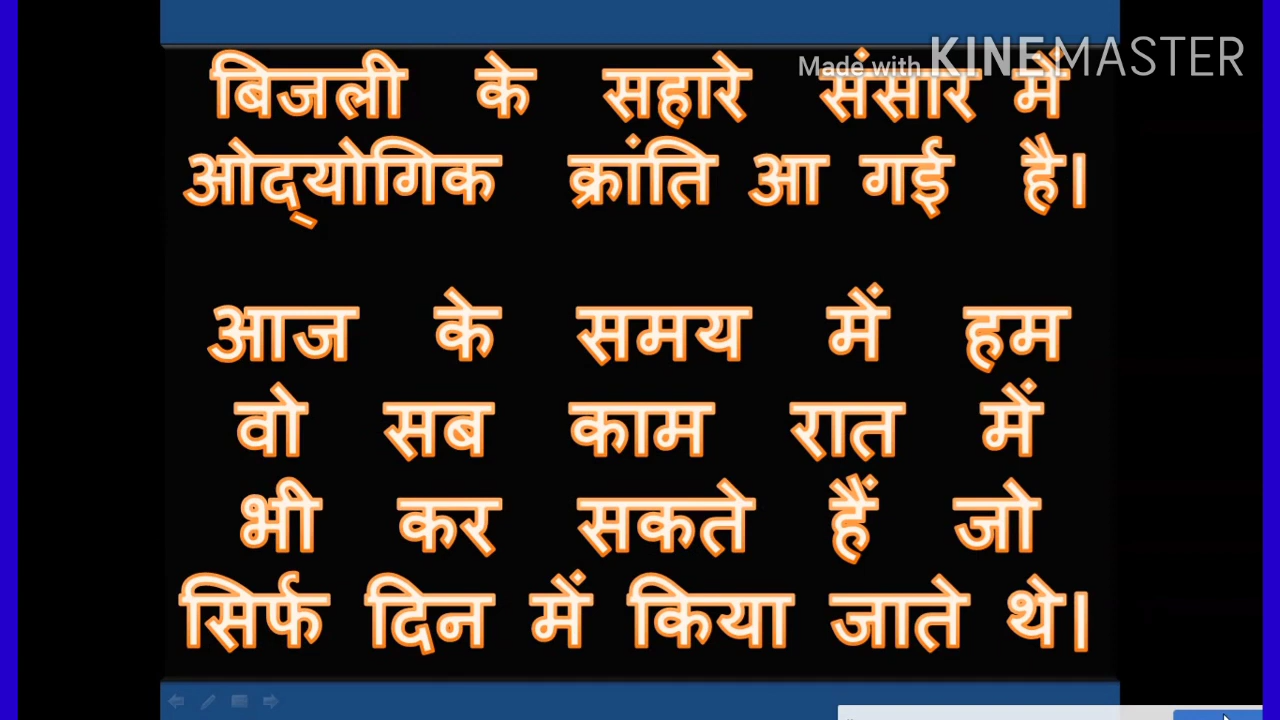 Made with KINEMASTER
बिजली के सहारे संसार में
ओद्‌योगिक क्रांति आ गई है।
आज के समय में हम
वो सब काम रात में
भी कर सकते हैं जो
सिर्फ दिन में किया जाते थे।